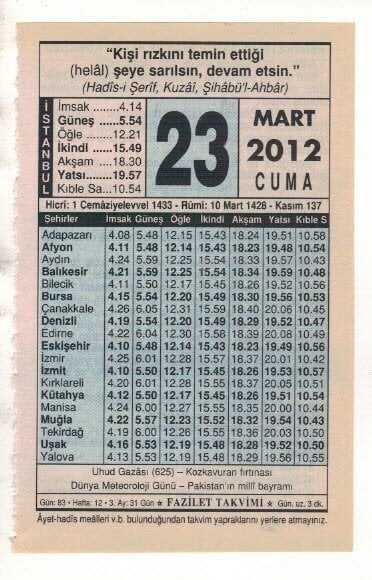 "Kişi rızkını temin ettiği
(helâl) şeye sarılsın, devam etsin."
(Hadîs-i Şerîf, Kuzâî, Şihâbü'l-Ahbâr)
İSTANBUL
İmsak ......4.14
Güneş .....5.54
Öğle .......12.21
İkindi .....15.49
Akşam ....18.30
Yatsı.......19.57
Kıble Sa...10.54
23
MART
2012
CUMA
Hicrî: 1 Cemâziyelevvel 1433 - Rûmî: 10 Mart 1428 - Kasım 137
Şehirler İmsak Güneş Öğle İkindi Akşam Yatsı Kıble S
Adapazarı 4.08 5.48 12.15 15.43 18.24 19.51 10.58
Afyon 4.11 5.48 12.14 15.43 18.23 19.48 10.54
Aydın 4.24 5.59 12.25 15.54 18.33 19.57 10.43
Balıkesir 4.21 5.59 12.25 15.54 18.34 19.59 10.48
Bilecik 4.11 5.50 12.17 15.45 18.26 19.52 10.56
Bursa 4.15 5.54 12.20 15.49 18.30 19.56 10.53
Çanakkale 4.26 6.05 12.31 15.59 18.40 20.06 10.45
Denizli 4.19 5.54 12.20 15.49 18.29 19.52 10.47
Edirne 4.22 6.04 12.30 15.58 18.39 20.08 10.49
Eskişehir 4.10 5.48 12.14 15.43 18.23 19.49 10.56
İzmir 4.25 6.01 12.28 15.57 18.37 20.01 10.42
İzmit 4.10 5.50 12.17 15.45 18.26 19.53 10.57
Kırklareli 4.20 6.01 12.28 15.55 18.37 20.05 10.51
Kütahya 4.12 5.50 12.17 15.45 18.26 19.51 10.54
Manisa 4.24 6.00 12.27 15.55 18.35 20.00 10.44
Muğla 4.22 5.57 12.23 15.52 18.32 19.54 10.42
Tekirdağ 4.19 6.00 12.26 15.55 18.36 20.03 10.50
Uşak 4.16 5.53 12.19 15.48 18.28 19.52 10.50
Yalova 4.13 5.53 12.19 15.48 18.29 19.56 10.55
Uhud Gazâsı (625) – Kozkavuran fırtınası
Dünya Meteoroloji Günü – Pakistan'ın millî bayramı
Gün: 83 • Hafta: 12 • 3. Ay: 31 Gün ★ FAZİLET TAKVİMİ ★ Gün. uz. 3 dk.
Âyet-hadîs meâlleri v.b. bulunduğundan takvim yapraklarını yerlere atmayınız.